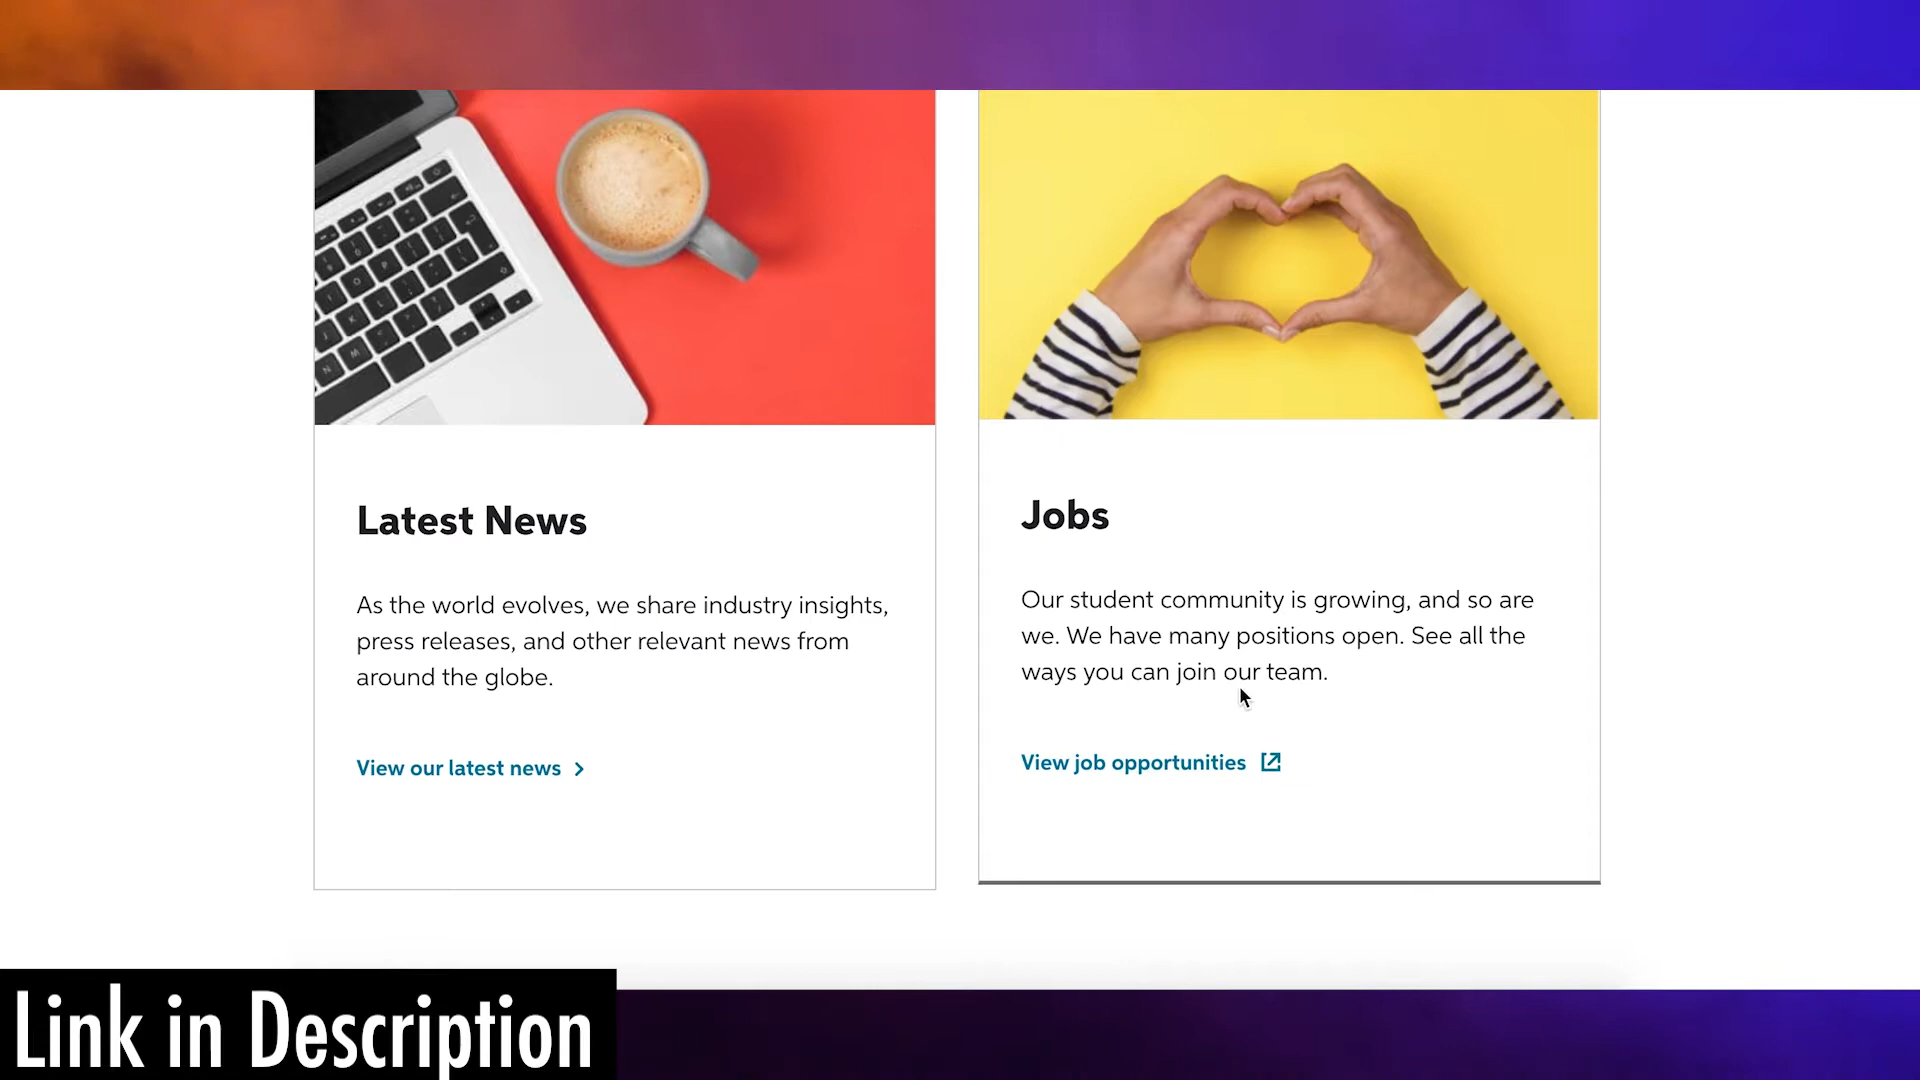 Latest News
As the world evolves, we share industry insights,
press releases, and other relevant news from
around the globe.
View our latest news
Jobs
Our student community is growing, and so are
we. We have many positions open. See all the
ways you can join our team.
View job opportunities
Link in Description